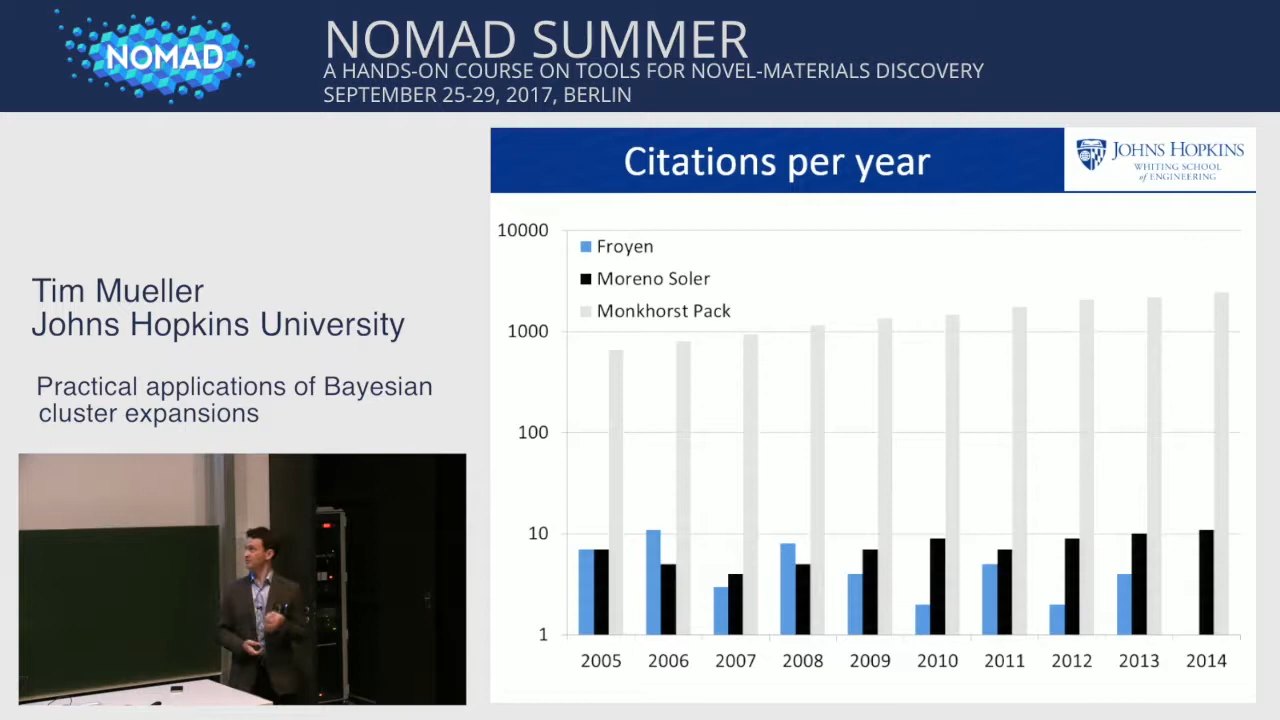 NOMAD
NOMAD SUMMER
A HANDS-ON COURSE ON TOOLS FOR NOVEL-MATERIALS DISCOVERY
SEPTEMBER 25-29, 2017, BERLIN
Tim Mueller
Johns Hopkins University
Practical applications of Bayesian
cluster expansions
Citations per year
JOHNS HOPKINS
WHITING SCHOOL
of ENGINEERING
10000
1000
100
10
1
Froyen
Moreno Soler
Monkhorst Pack
2005 2006 2007 2008 2009 2010 2011 2012 2013 2014